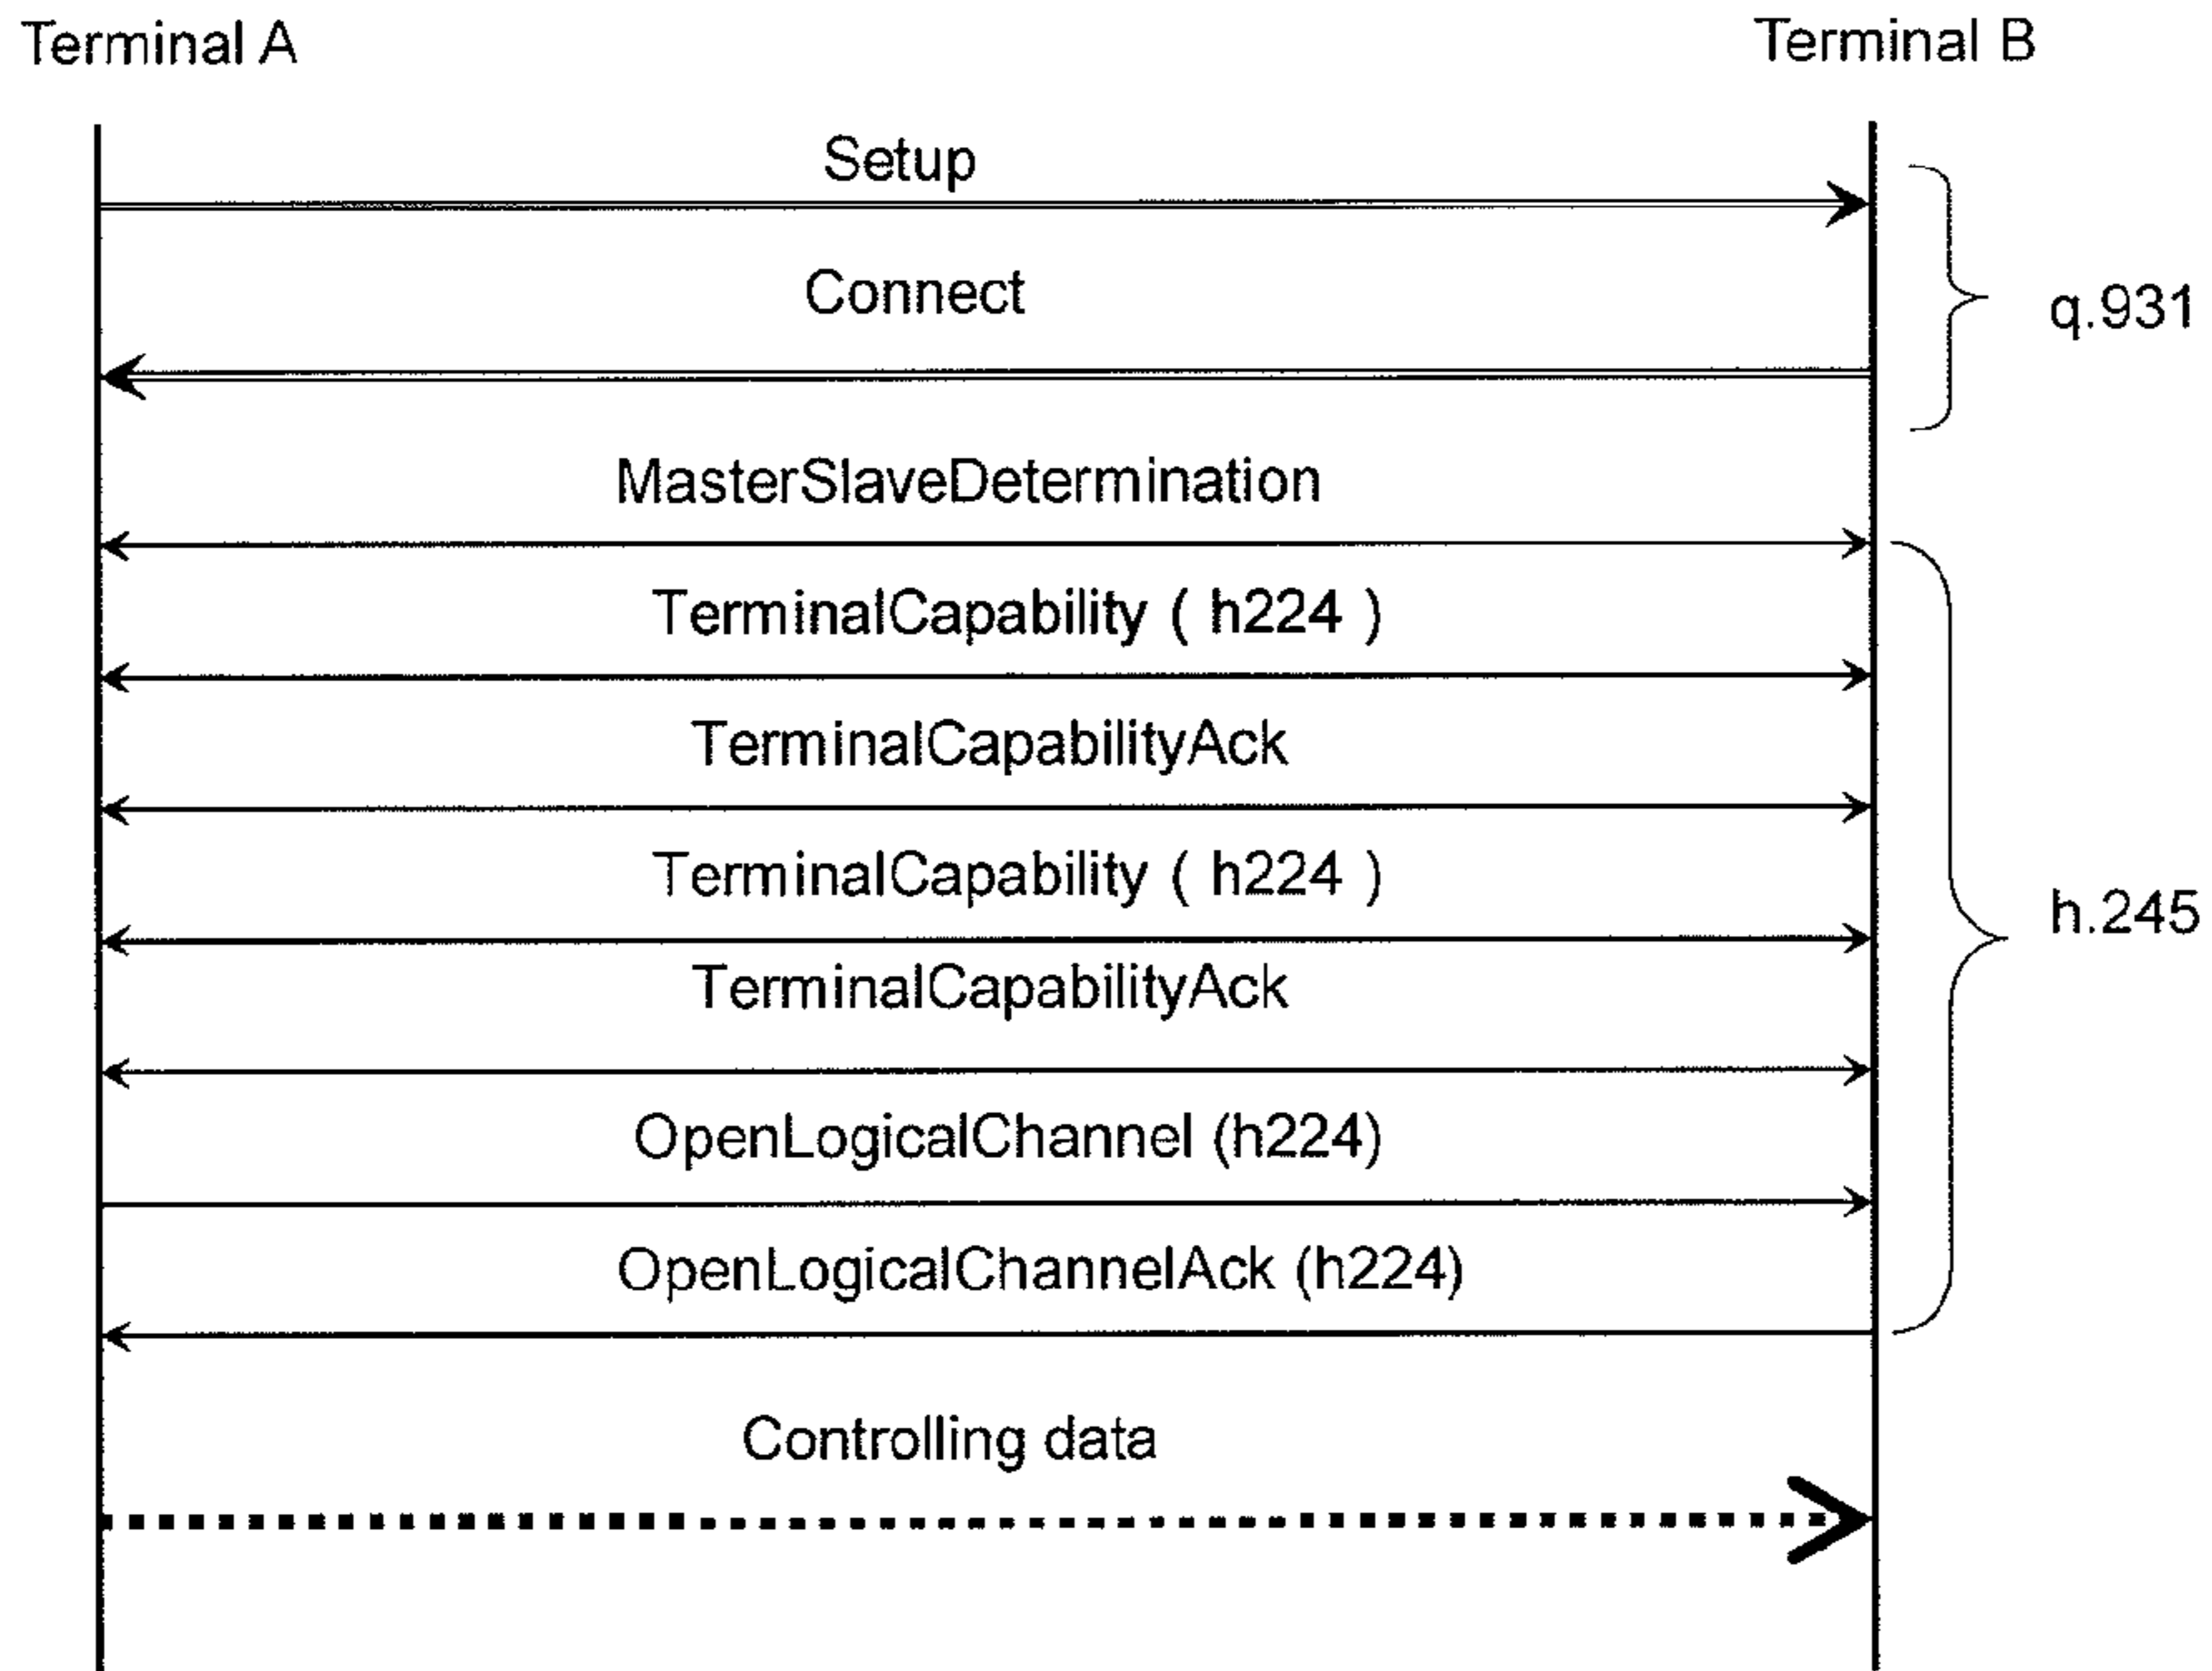 Terminal A
Terminal B
Setup
Connect
q.931
MasterSlaveDetermination
TerminalCapability ( h224 )
TerminalCapabilityAck
TerminalCapability ( h224 )
h.245
TerminalCapabilityAck
OpenLogicalChannel (h224)
OpenLogicalChannelAck (h224)
Controlling data